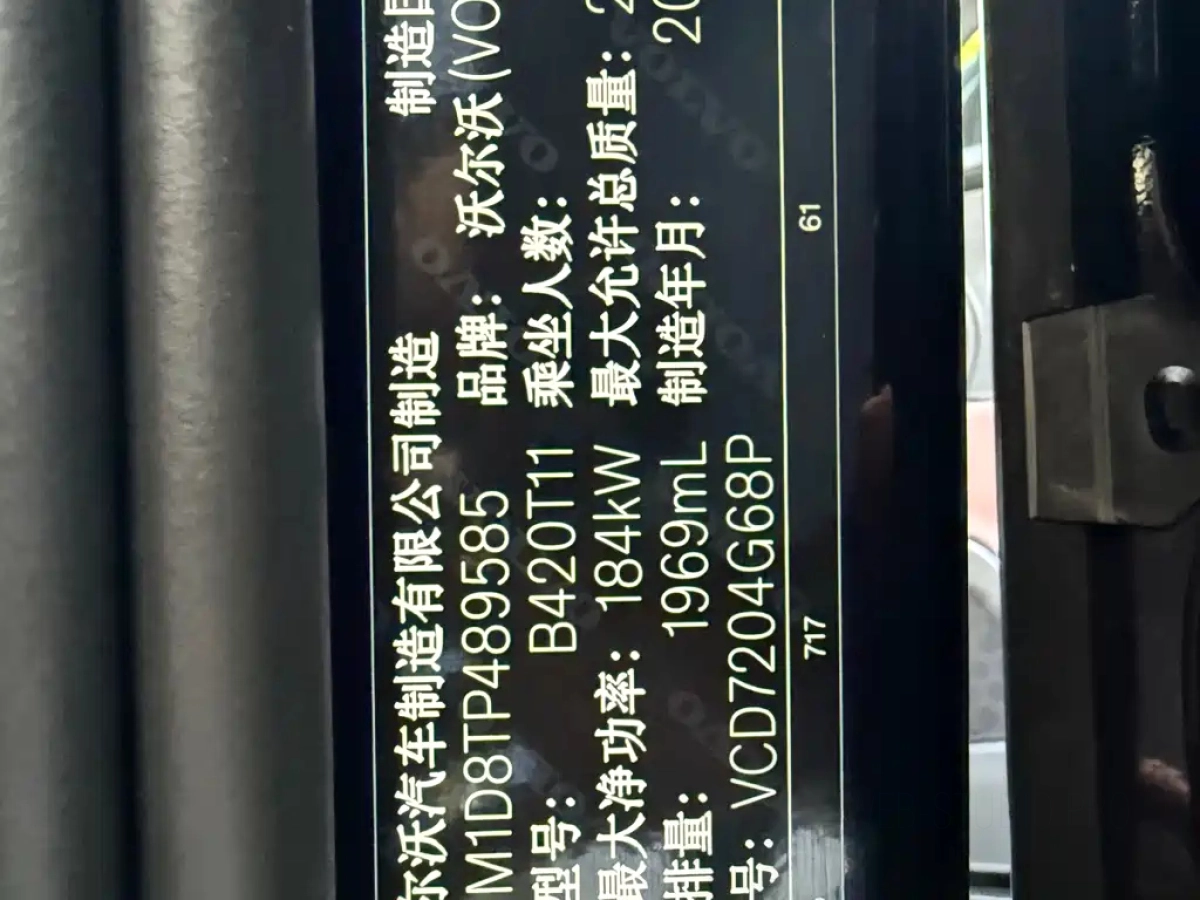 尔沃汽车制造有限公司制造 制造国
M1D8TP489585 品牌: 沃尔沃 (VO
型号: B420T11 乘坐人数:
最大净功率: 184kW 最大允许总质量: 2
排量: 1969mL 制造年月: 20
号: VCD7204G68P
717 61